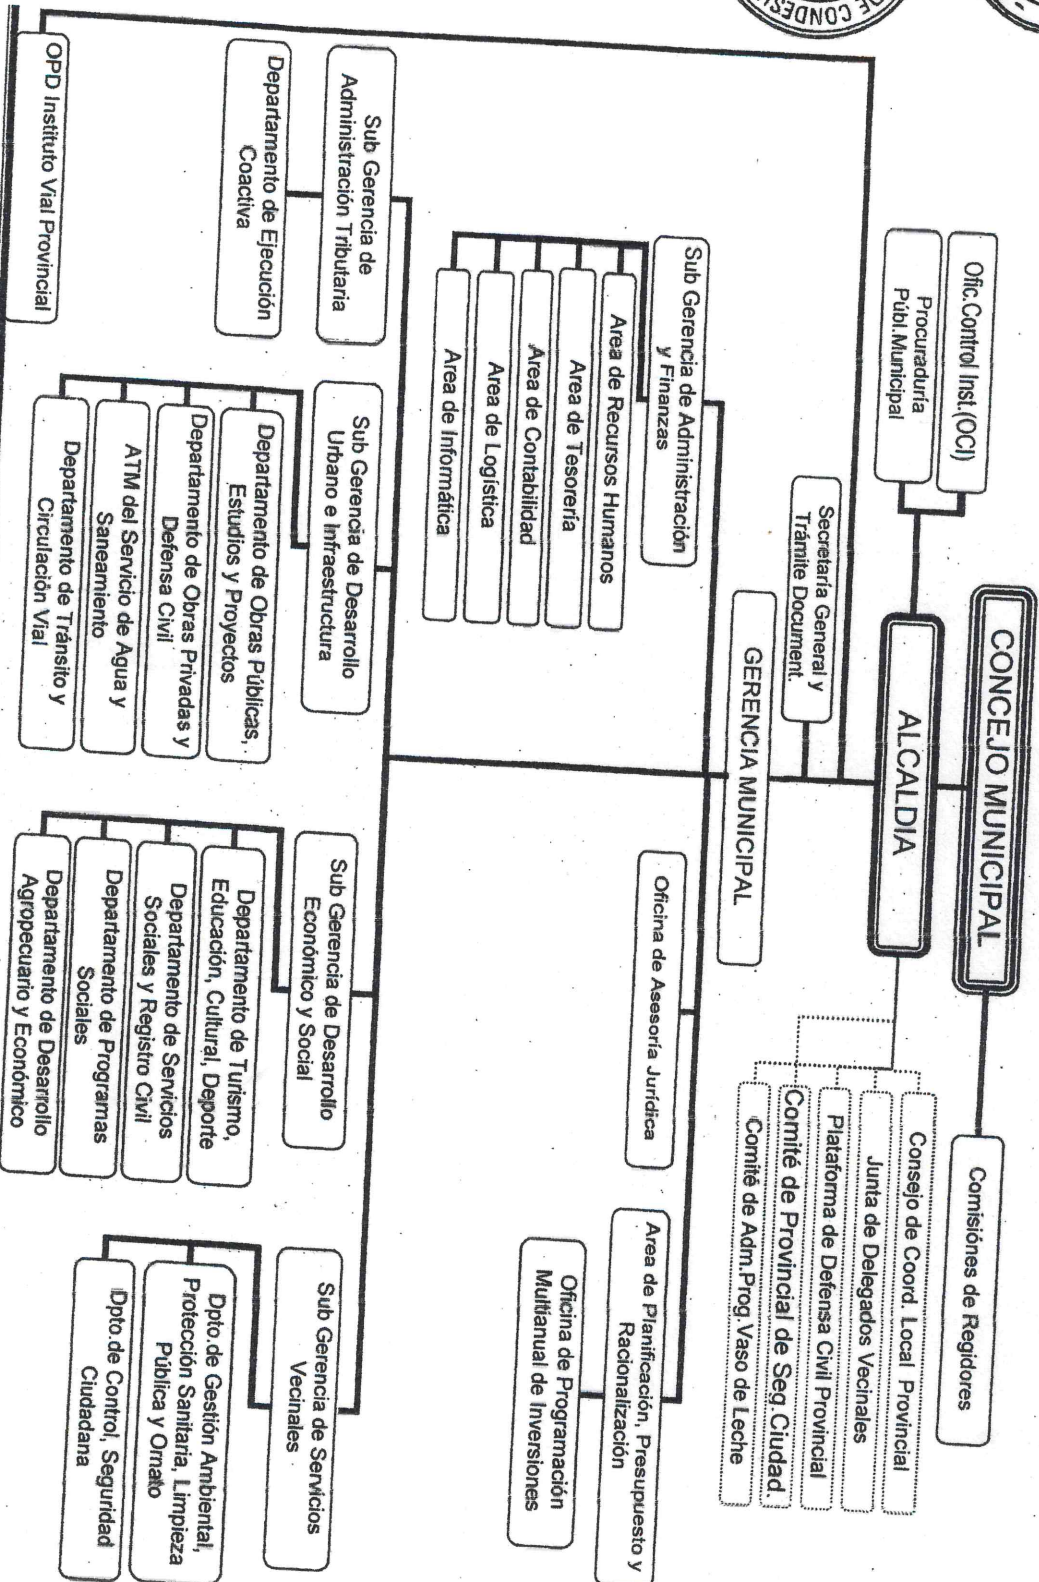 DE CONDESU
CONCEJO MUNICIPAL
Comisiónes de Regidores
Ofic.Control Inst.(OCI)
Procuraduría
Públ.Municipal
ALCALDIA
Consejo de Coord. Local Provincial
Junta de Delegados Vecinales
Plataforma de Defensa Civil Provincial
Comité de Provincial de Seg.Ciudad.
Comité de Adm.Prog.Vaso de Leche
Secretaría General y
Trámite Document.
GERENCIA MUNICIPAL
Sub Gerencia de Administración
y Finanzas
Area de Recursos Humanos
Area de Tesorería
Area de Contabilidad
Area de Logística
Area de Informática
Oficina de Asesoría Jurídica
Area de Planificación, Presupuesto y
Racionalización
Oficina de Programación
Multianual de Inversiones
Sub Gerencia de
Administración Tributaria
Departamento de Ejecución
Coactiva
Sub Gerencia de Desarrollo
Urbano e Infraestructura
Departamento de Obras Públicas,
Estudios y Proyectos
Departamento de Obras Privadas y
Defensa Civil
ATM del Servicio de Agua y
Saneamiento
Departamento de Tránsito y
Circulación Vial
Sub Gerencia de Desarrollo
Económico y Social
Departamento de Turismo,
Educación, Cultural, Deporte
Departamento de Servicios
Sociales y Registro Civil
Departamento de Programas
Sociales
Departamento de Desarrollo
Agropecuario y Económico
Sub Gerencia de Servicios
Vecinales
Dpto.de Gestión Ambiental,
Protección Sanitaria, Limpieza
Pública y Ornato
Dpto.de Control, Seguridad
Ciudadana
OPD Instituto Vial Provincial